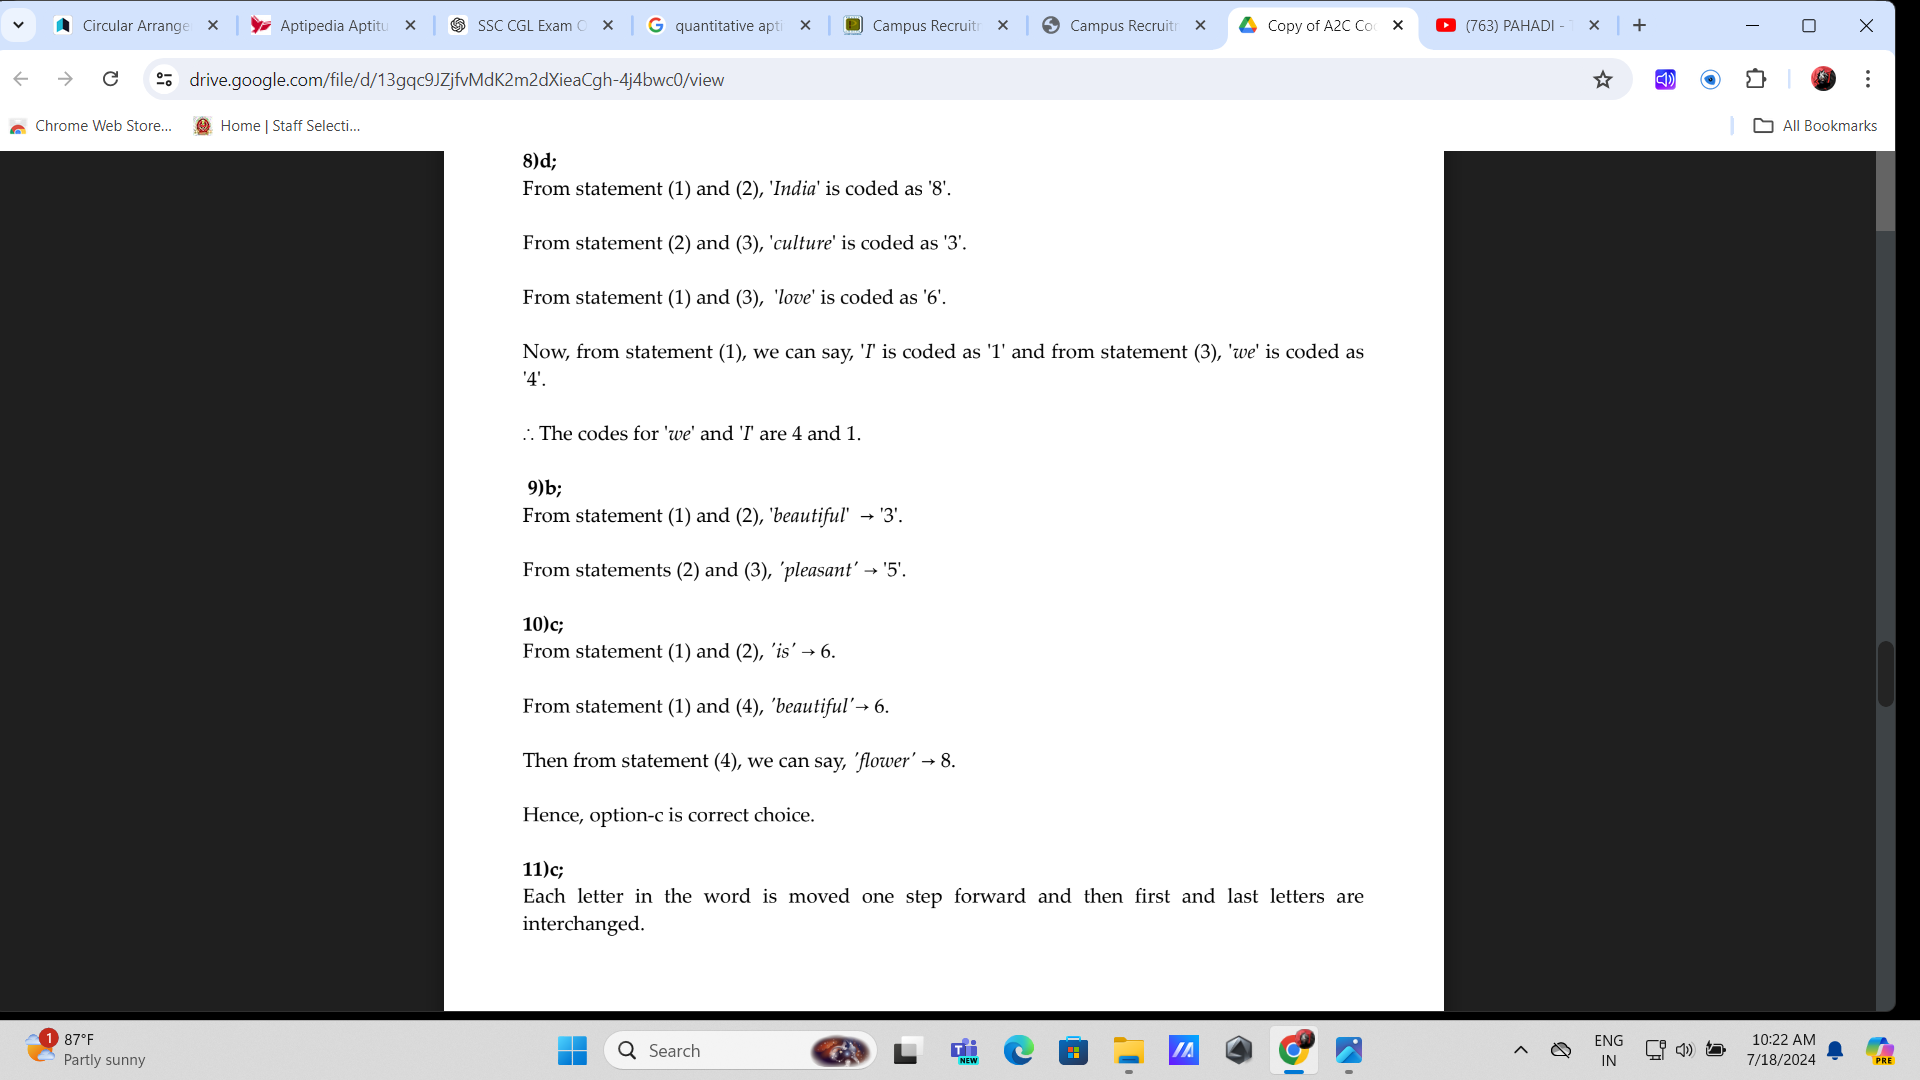 Circular Arrange
Aptipedia Aptitu
SSC CGL Exam O
quantitative apti
Campus Recruitm
Campus Recruitm
Copy of A2C Co
(763) PAHADI -
drive.google.com/file/d/13gqc9JZjfvMdK2m2dXieaCgh-4j4bwc0/view
Chrome Web Store...
Home | Staff Selecti...
All Bookmarks
8)d;
From statement (1) and (2), 'India' is coded as '8'.
From statement (2) and (3), 'culture' is coded as '3'.
From statement (1) and (3), 'love' is coded as '6'.
Now, from statement (1), we can say, 'I' is coded as '1' and from statement (3), 'we' is coded as
'4'.
∴ The codes for 'we' and 'I' are 4 and 1.
9)b;
From statement (1) and (2), 'beautiful' → '3'.
From statements (2) and (3), 'pleasant' → '5'.
10)c;
From statement (1) and (2), 'is' → 6.
From statement (1) and (4), 'beautiful'→ 6.
Then from statement (4), we can say, 'flower' → 8.
Hence, option-c is correct choice.
11)c;
Each letter in the word is moved one step forward and then first and last letters are
interchanged.
1
87°F
Partly sunny
Search
NEW
ENG
IN
10:22 AM
7/18/2024
PRE